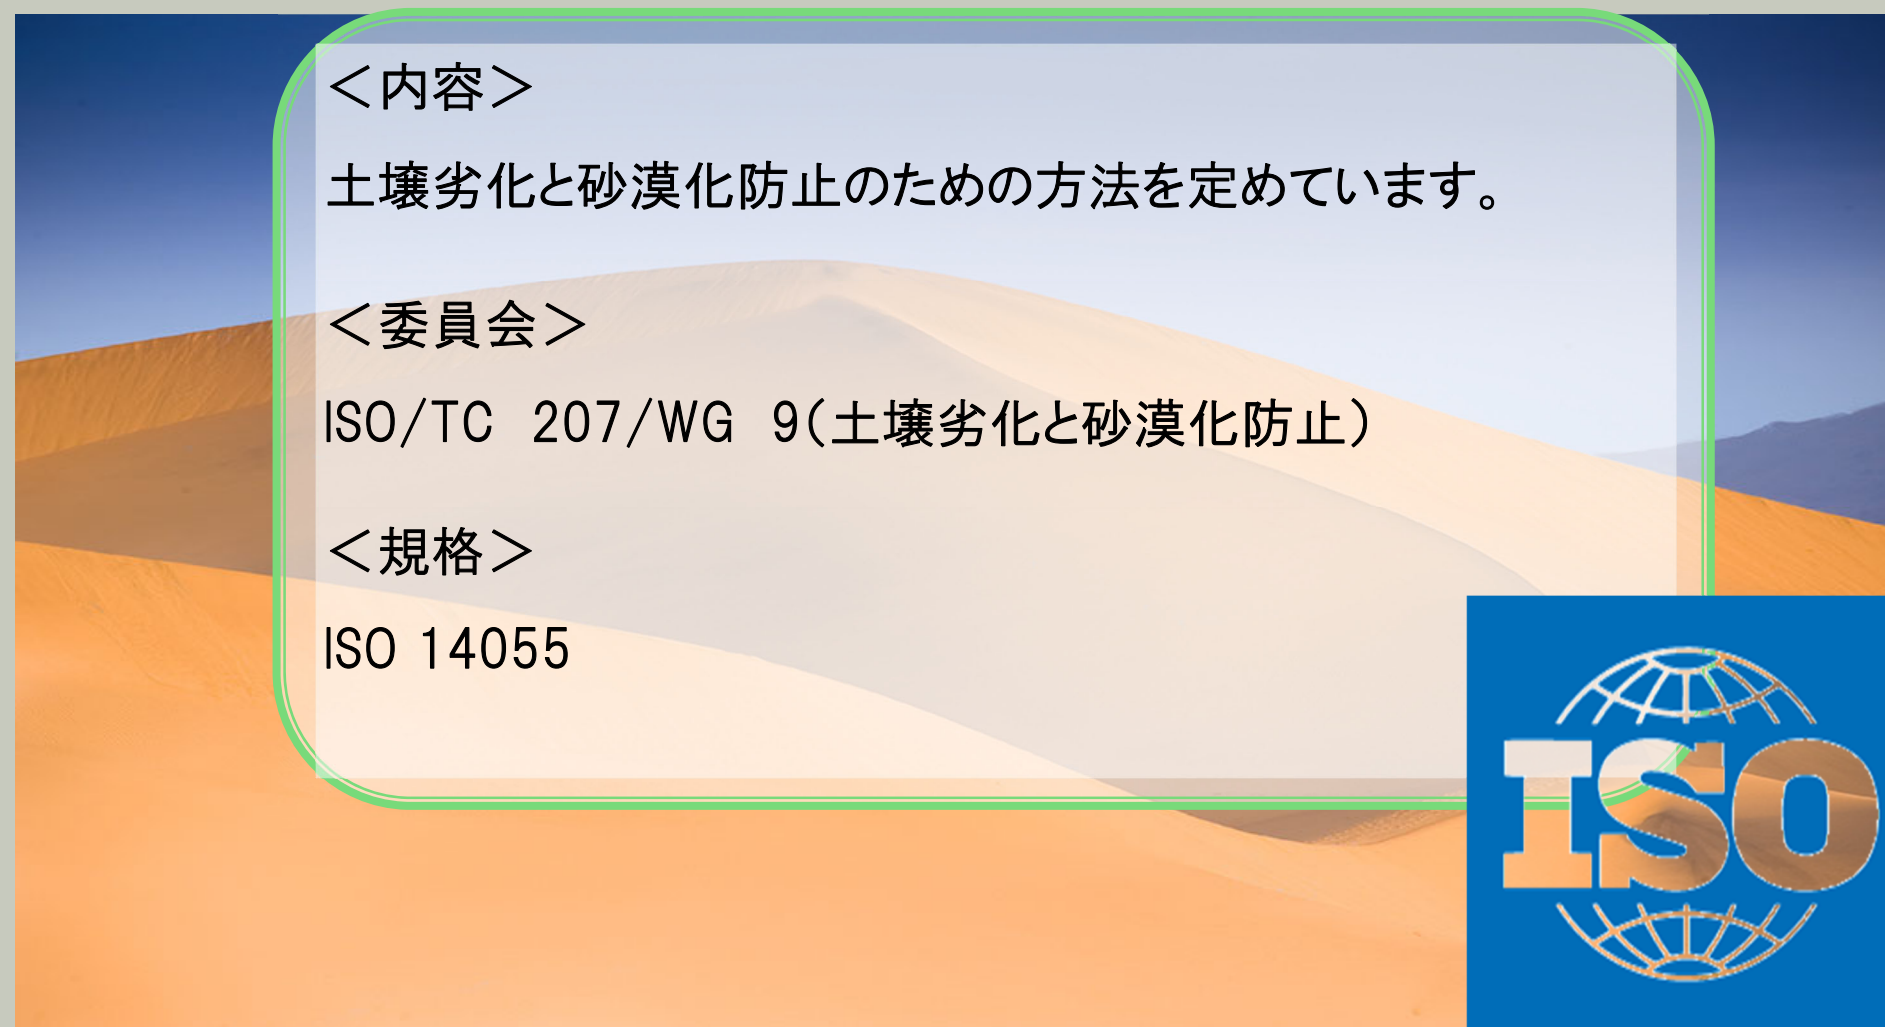 ＜内容＞
土壌劣化と砂漠化防止のための方法を定めています。
＜委員会＞
ISO/TC　207/WG　9（土壌劣化と砂漠化防止）
＜規格＞
ISO 14055
ISO